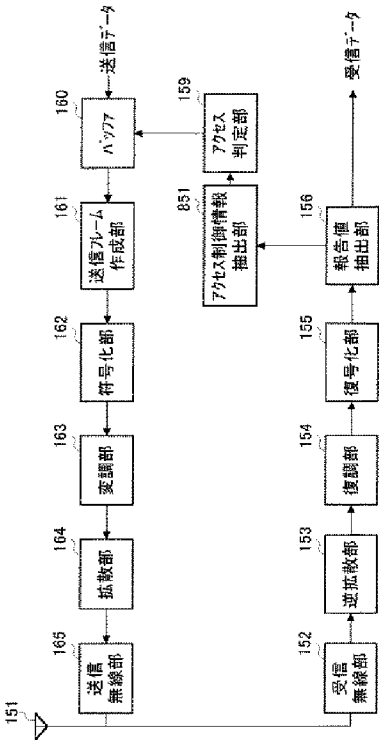 151
165
送信
無線部
164
拡散部
163
変調部
162
符号化部
161
送信フレーム
作成部
160
バッファ
送信データ
159
アクセス
判定部
851
アクセス制御情報
抽出部
152
受信
無線部
153
逆拡散部
154
復調部
155
復号化部
156
報告値
抽出部
受信データ